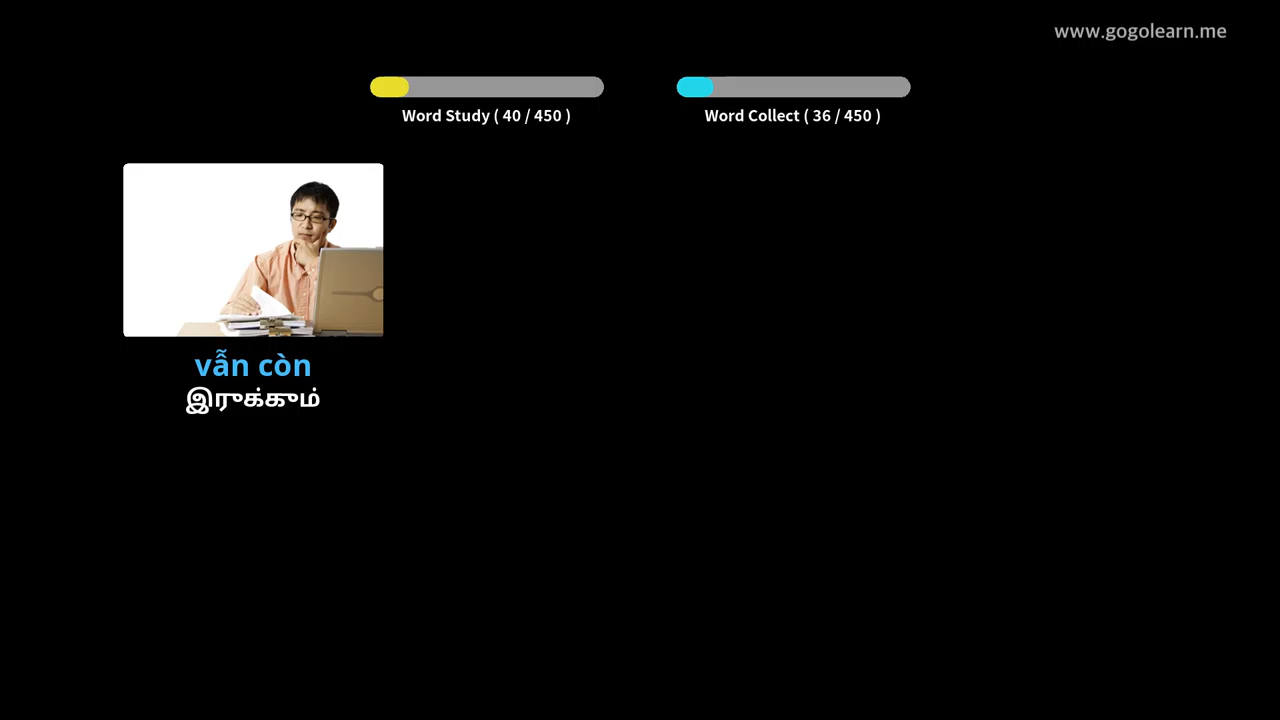 www.gogolearn.me
Word Study ( 40 / 450 )
Word Collect ( 36 / 450 )
vẫn còn
இருக்கும்